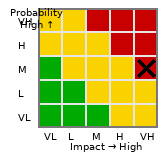 Probability
VH
High ↑
H
M
L
VL
VL L M H VH
Impact → High